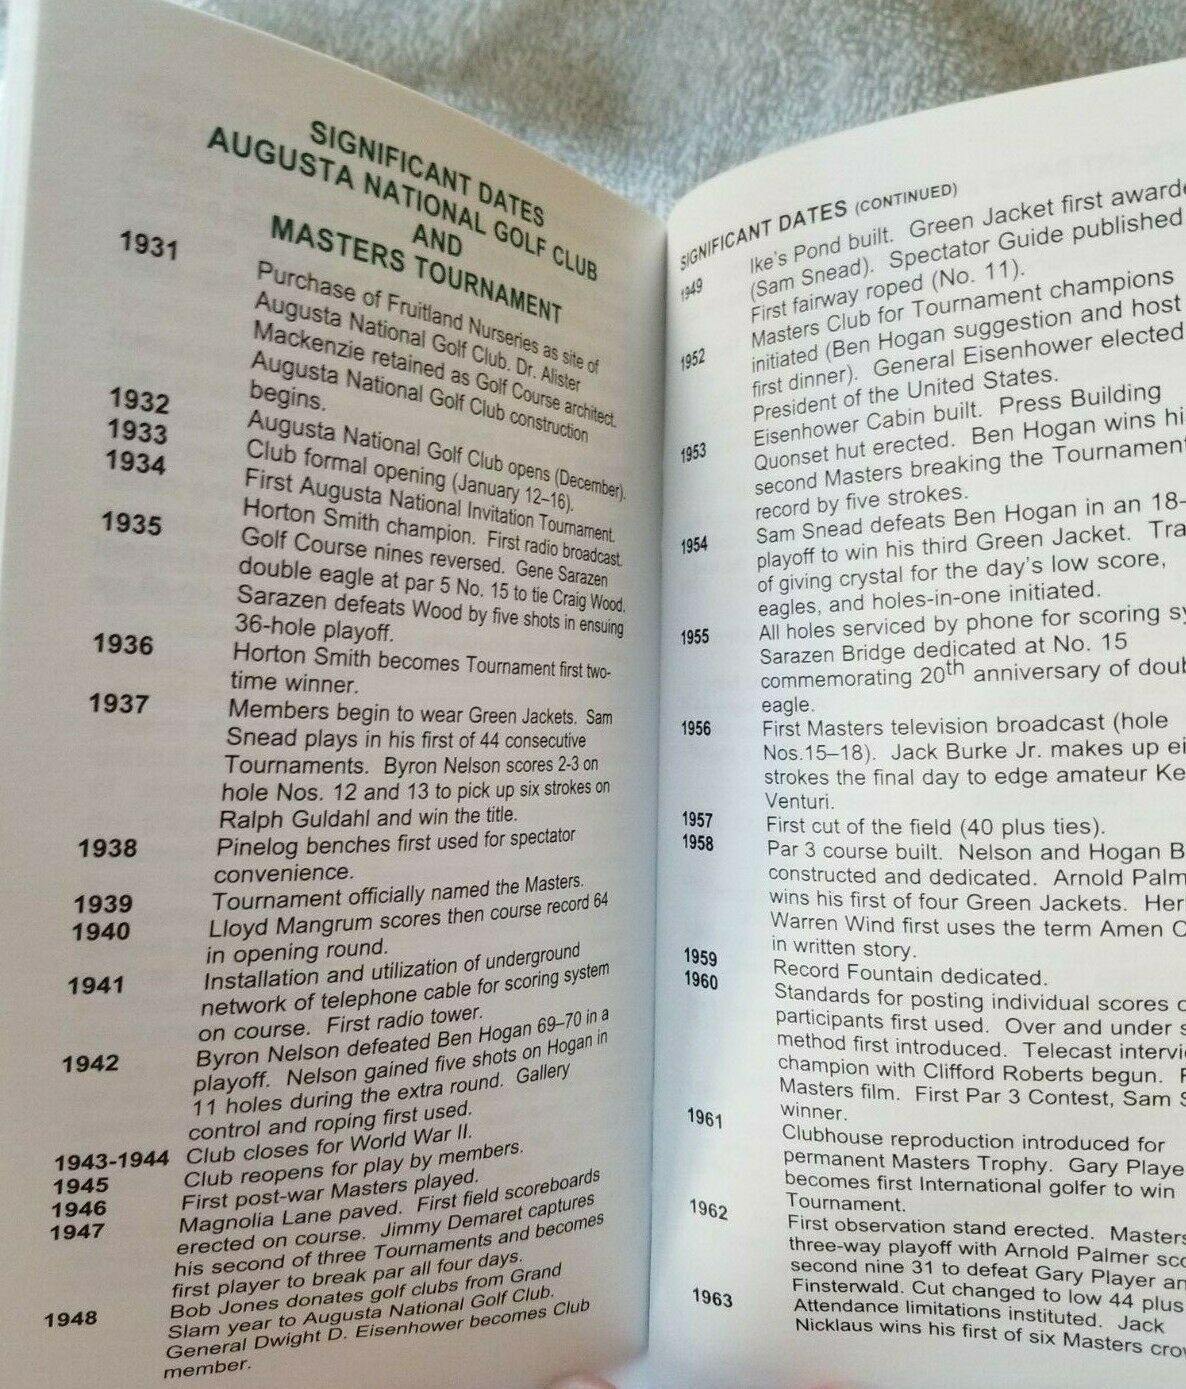 SIGNIFICANT DATES
AUGUSTA NATIONAL GOLF CLUB
AND
MASTERS TOURNAMENT
1931 Purchase of Fruitland Nurseries as site of
Augusta National Golf Club. Dr. Alister
Mackenzie retained as Golf Course architect.
Augusta National Golf Club construction
begins.
1932 Augusta National Golf Club opens (December).
1933 Club formal opening (January 12–16).
1934 First Augusta National Invitation Tournament.
Horton Smith champion. First radio broadcast.
1935 Golf Course nines reversed. Gene Sarazen
double eagle at par 5 No. 15 to tie Craig Wood.
Sarazen defeats Wood by five shots in ensuing
36-hole playoff.
1936 Horton Smith becomes Tournament first two-
time winner.
1937 Members begin to wear Green Jackets. Sam
Snead plays in his first of 44 consecutive
Tournaments. Byron Nelson scores 2-3 on
hole Nos. 12 and 13 to pick up six strokes on
Ralph Guldahl and win the title.
1938 Pinelog benches first used for spectator
convenience.
1939 Tournament officially named the Masters.
1940 Lloyd Mangrum scores then course record 64
in opening round.
1941 Installation and utilization of underground
network of telephone cable for scoring system
on course. First radio tower.
1942 Byron Nelson defeated Ben Hogan 69–70 in a
playoff. Nelson gained five shots on Hogan in
11 holes during the extra round. Gallery
control and roping first used.
1943-1944 Club closes for World War II.
1945 Club reopens for play by members.
1946 First post-war Masters played.
1947 Magnolia Lane paved. First field scoreboards
erected on course. Jimmy Demaret captures
his second of three Tournaments and becomes
first player to break par all four days.
1948 Bob Jones donates golf clubs from Grand
Slam year to Augusta National Golf Club.
General Dwight D. Eisenhower becomes Club
member.
SIGNIFICANT DATES (CONTINUED)
1949 Ike's Pond built. Green Jacket first awarde
(Sam Snead). Spectator Guide published
First fairway roped (No. 11).
1952 Masters Club for Tournament champions
initiated (Ben Hogan suggestion and host
first dinner). General Eisenhower elected
President of the United States.
1953 Eisenhower Cabin built. Press Building
Quonset hut erected. Ben Hogan wins hi
second Masters breaking the Tournament
record by five strokes.
1954 Sam Snead defeats Ben Hogan in an 18–
playoff to win his third Green Jacket. Tra
of giving crystal for the day's low score,
eagles, and holes-in-one initiated.
1955 All holes serviced by phone for scoring sy
Sarazen Bridge dedicated at No. 15
commemorating 20th anniversary of doub
eagle.
1956 First Masters television broadcast (hole
Nos.15–18). Jack Burke Jr. makes up ei
strokes the final day to edge amateur Ke
Venturi.
1957 First cut of the field (40 plus ties).
1958 Par 3 course built. Nelson and Hogan B
constructed and dedicated. Arnold Palm
wins his first of four Green Jackets. Her
Warren Wind first uses the term Amen C
in written story.
1959 Record Fountain dedicated.
1960 Standards for posting individual scores o
participants first used. Over and under s
method first introduced. Telecast intervie
champion with Clifford Roberts begun. F
Masters film. First Par 3 Contest, Sam S
winner.
1961 Clubhouse reproduction introduced for
permanent Masters Trophy. Gary Playe
becomes first International golfer to win
Tournament.
1962 First observation stand erected. Masters
three-way playoff with Arnold Palmer sco
second nine 31 to defeat Gary Player an
Finsterwald. Cut changed to low 44 plus
1963 Attendance limitations instituted. Jack
Nicklaus wins his first of six Masters crow